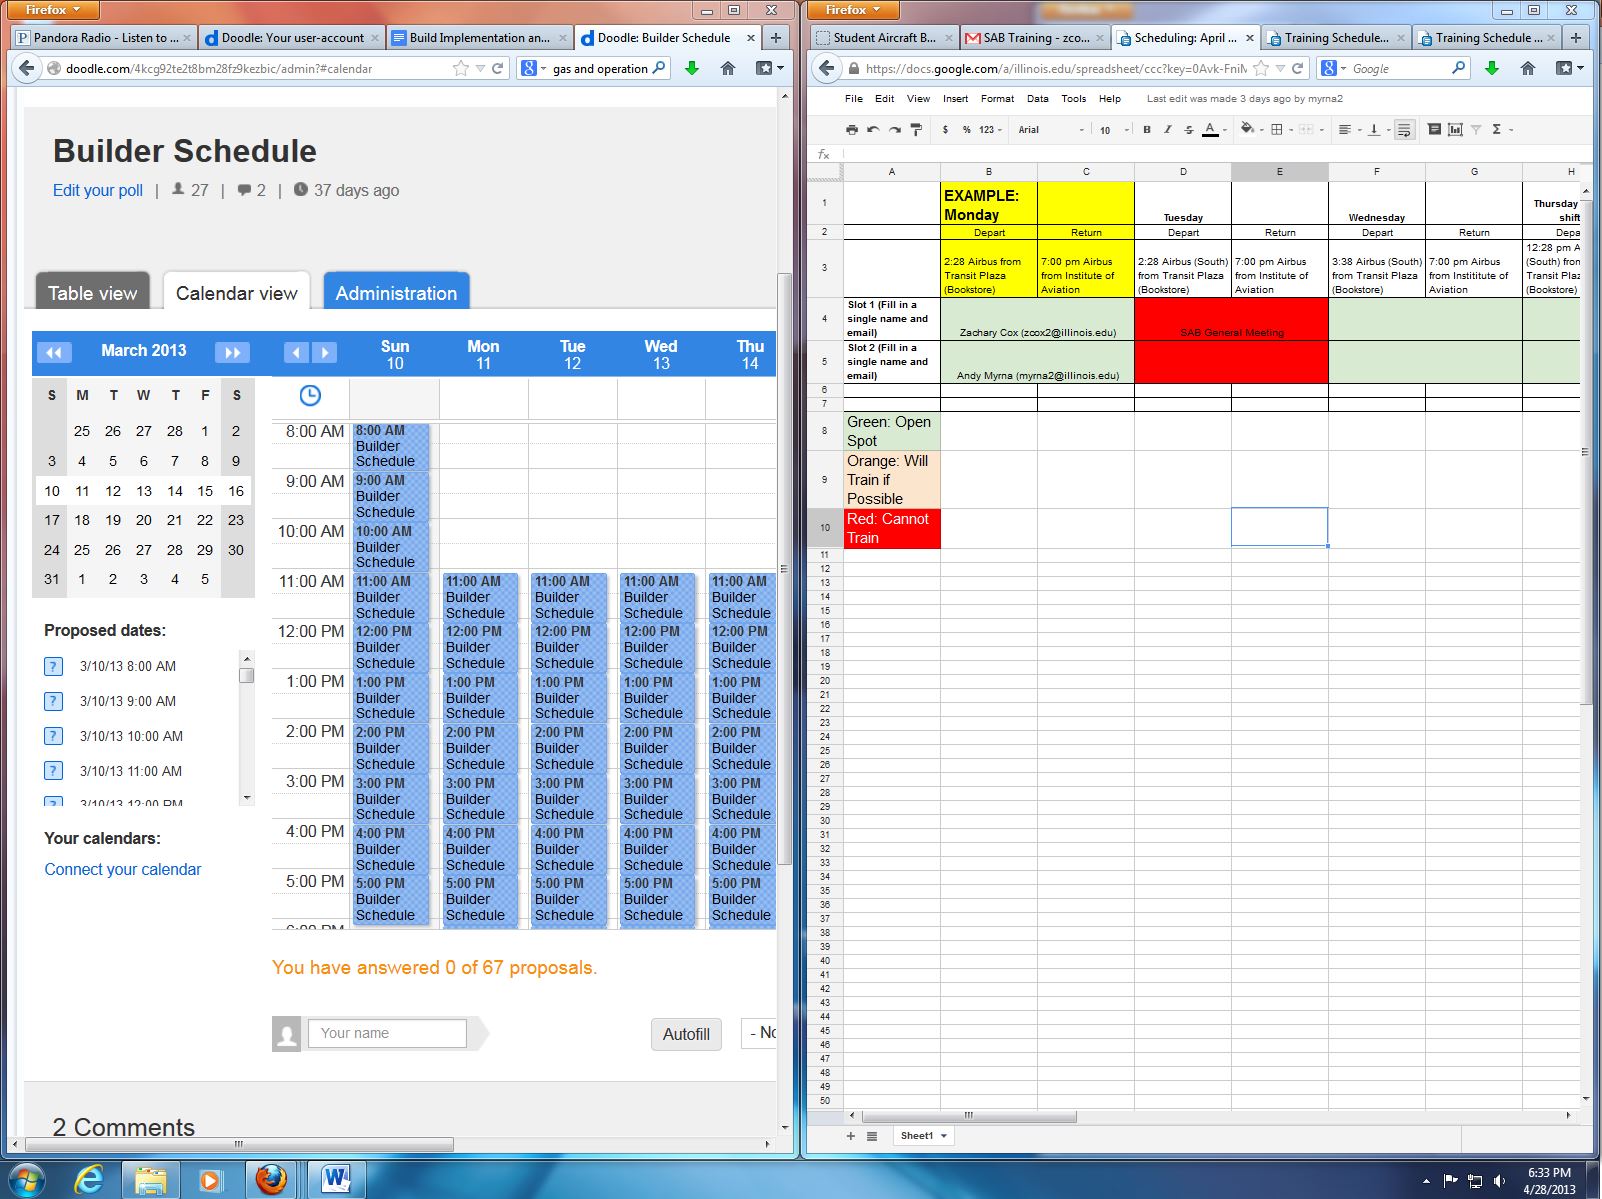 Firefox
Pandora Radio - Listen to ...
Doodle: Your user-account
Build Implementation an...
Doodle: Builder Schedule
doodle.com/4kcg92te2t8bm28fz9kezbic/admin?#calendar
gas and operation
Builder Schedule
Edit your poll | 27 | 2 | 37 days ago
Table view
Calendar view
Administration
March 2013
S M T W T F S
25 26 27 28 1 2
3 4 5 6 7 8 9
10 11 12 13 14 15 16
17 18 19 20 21 22 23
24 25 26 27 28 29 30
31 1 2 3 4 5
Proposed dates:
? 3/10/13 8:00 AM
? 3/10/13 9:00 AM
? 3/10/13 10:00 AM
? 3/10/13 11:00 AM
? 3/10/13 12:00 PM
Your calendars:
Connect your calendar
Sun Mon Tue Wed Thu
10 11 12 13 14
8:00 AM 8:00 AM
Builder
Schedule
9:00 AM 9:00 AM
Builder
Schedule
10:00 AM 10:00 AM
Builder
Schedule
11:00 AM 11:00 AM 11:00 AM 11:00 AM 11:00 AM 11:00 AM
Builder Builder Builder Builder Builder
Schedule Schedule Schedule Schedule Schedule
12:00 PM 12:00 PM 12:00 PM 12:00 PM 12:00 PM 12:00 PM
Builder Builder Builder Builder Builder
Schedule Schedule Schedule Schedule Schedule
1:00 PM 1:00 PM 1:00 PM 1:00 PM 1:00 PM 1:00 PM
Builder Builder Builder Builder Builder
Schedule Schedule Schedule Schedule Schedule
2:00 PM 2:00 PM 2:00 PM 2:00 PM 2:00 PM 2:00 PM
Builder Builder Builder Builder Builder
Schedule Schedule Schedule Schedule Schedule
3:00 PM 3:00 PM 3:00 PM 3:00 PM 3:00 PM 3:00 PM
Builder Builder Builder Builder Builder
Schedule Schedule Schedule Schedule Schedule
4:00 PM 4:00 PM 4:00 PM 4:00 PM 4:00 PM 4:00 PM
Builder Builder Builder Builder Builder
Schedule Schedule Schedule Schedule Schedule
5:00 PM 5:00 PM 5:00 PM 5:00 PM 5:00 PM 5:00 PM
Builder Builder Builder Builder Builder
Schedule Schedule Schedule Schedule Schedule
6:00 PM
You have answered 0 of 67 proposals.
Your name
Autofill
- No
2 Comments
Firefox
Student Aircraft B...
SAB Training - zco...
Scheduling: April ...
Training Schedule...
Training Schedule ...
https://docs.google.com/a/illinois.edu/spreadsheet/ccc?key=0Avk-FniM
Google
File Edit View Insert Format Data Tools Help Last edit was made 3 days ago by myrna2
$ % 123 Arial 10 B I S A Σ
fx
A B C D E F G H
1 EXAMPLE: Monday Tuesday Wednesday Thursday shift
2 Depart Return Depart Return Depart Return Depa
3
2:28 Airbus from Transit Plaza (Bookstore)
7:00 pm Airbus from Institute of Aviation
2:28 Airbus (South) from Transit Plaza (Bookstore)
7:00 pm Airbus from Institute of Aviation
3:38 Airbus (South) from Transit Plaza (Bookstore)
7:00 pm Airbus from Instititute of Aviation
12:28 pm A (South) from Transit Plaza (Bookstore)
4 Slot 1 (Fill in a single name and email) Zachary Cox (zcox2@illinois.edu) SAB General Meeting
5 Slot 2 (Fill in a single name and email) Andy Myrna (myrna2@illinois.edu)
6
7
8 Green: Open Spot
9 Orange: Will Train if Possible
10 Red: Cannot Train
11
12
13
14
15
16
17
18
19
20
21
22
23
24
25
26
27
28
29
30
31
32
33
34
35
36
37
38
39
40
41
42
43
44
45
46
47
48
49
50
Sheet1
6:33 PM
4/28/2013